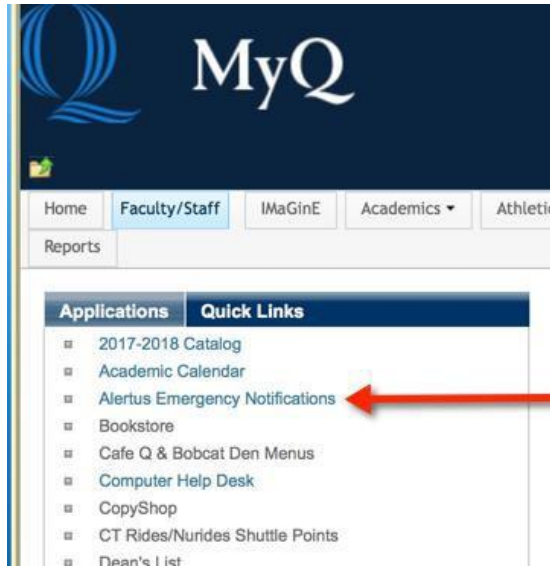 MyQ
Home Faculty/Staff IMaGinE Academics Athletic
Reports
Applications Quick Links
2017-2018 Catalog
Academic Calendar
Alertus Emergency Notifications
Bookstore
Cafe Q & Bobcat Den Menus
Computer Help Desk
CopyShop
CT Rides/Nurides Shuttle Points
Dean's List